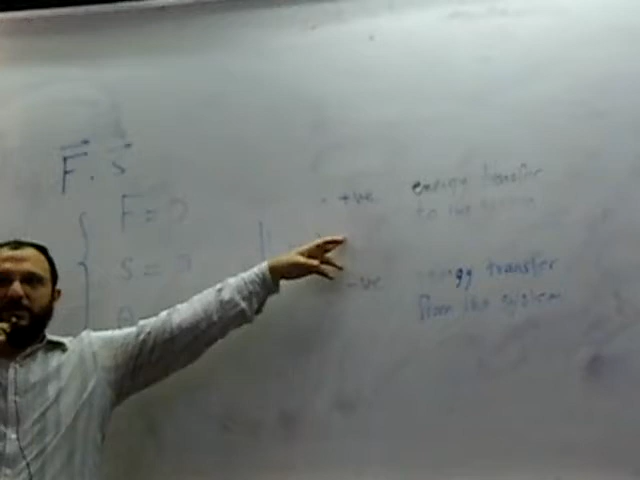 F⃗ . s⃗
F = 0
s = 0
θ
+ve energy transfer
to the system
-ve energy transfer
from the system